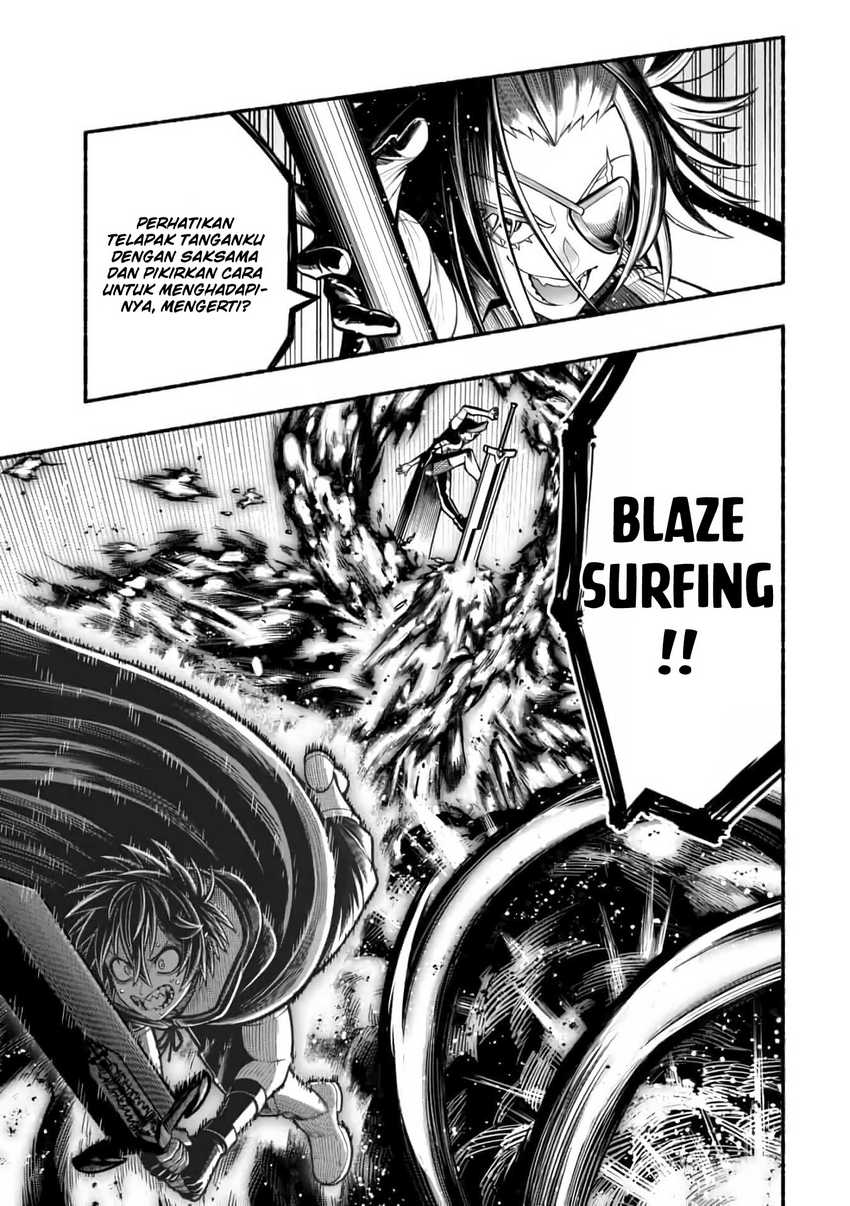 PERHATIKAN
TELAPAK TANGANKU
DENGAN SAKSAMA
DAN PIKIRKAN CARA
UNTUK MENGHADAPI-
NYA, MENGERTI?
BLAZE
SURFING
!!